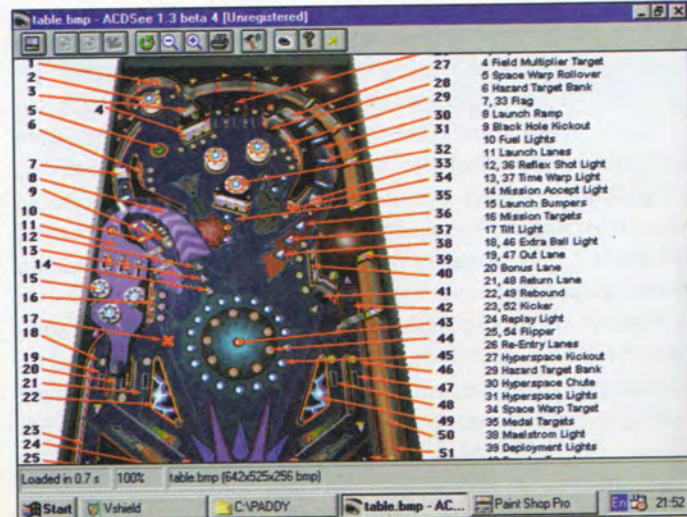 table.bmp - ACDSee 1.3 beta 4 [Unregistered]
1
2
3
4
5
6
7
8
9
10
11
12
13
14
15
16
17
18
19
20
21
22
23
24
25
27
28
29
30
31
32
33
34
35
36
37
38
39
40
41
42
43
44
45
46
47
48
49
50
51
4 Field Multiplier Target
5 Space Warp Rollover
6 Hazard Target Bank
7, 33 Flag
8 Launch Ramp
9 Black Hole Kickout
10 Fuel Lights
11 Launch Lanes
12, 36 Reflex Shot Light
13, 37 Time Warp Light
14 Mission Accept Light
15 Launch Bumpers
16 Mission Targets
17 Tilt Light
18, 46 Extra Ball Light
19, 47 Out Lane
20 Bonus Lane
21, 48 Return Lane
22, 49 Rebound
23, 52 Kicker
24 Replay Light
25, 54 Flipper
26 Re-Entry Lanes
27 Hyperspace Kickout
29 Hazard Target Bank
30 Hyperspace Chute
31 Hyperspace Lights
34 Space Warp Target
35 Medal Targets
38 Maelstrom Light
39 Deployment Lights
Loaded in 0.7 s 100% table.bmp (642x525x256 bmp)
Start Vshield C:\PADDY table.bmp - AC... Paint Shop Pro En 21:52